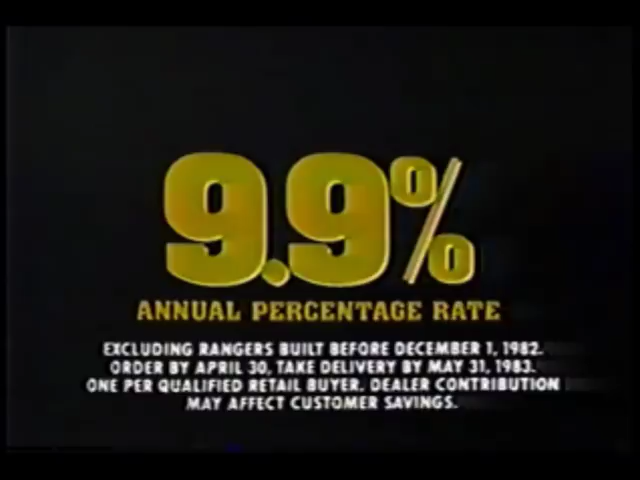 9.9%
ANNUAL PERCENTAGE RATE
EXCLUDING RANGERS BUILT BEFORE DECEMBER 1, 1982.
ORDER BY APRIL 30, TAKE DELIVERY BY MAY 31, 1983.
ONE PER QUALIFIED RETAIL BUYER. DEALER CONTRIBUTION
MAY AFFECT CUSTOMER SAVINGS.